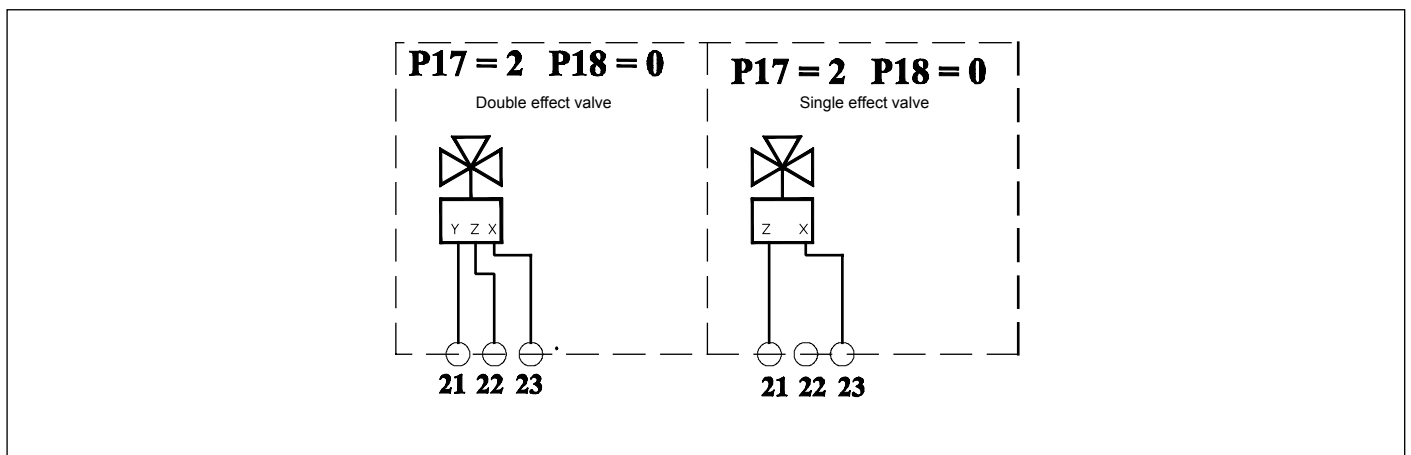 P17 = 2 P18 = 0
Double effect valve
Y Z X
21 22 23
P17 = 2 P18 = 0
Single effect valve
Z X
21 22 23